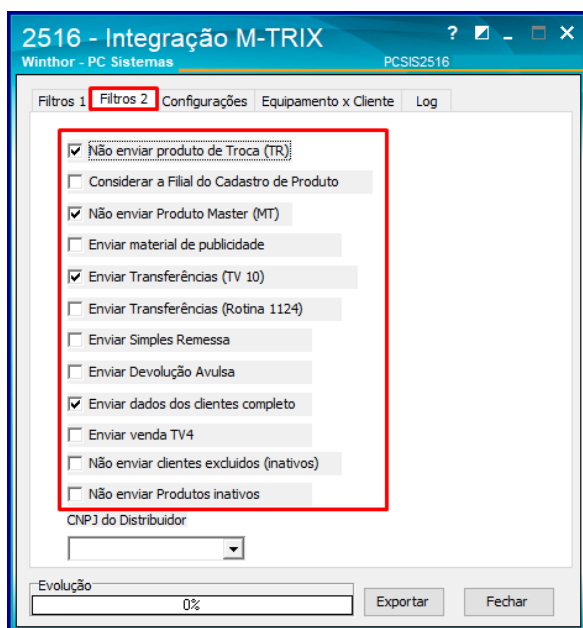 2516 - Integração M-TRIX
Winthor - PC Sistemas PCSIS2516
Filtros 1 Filtros 2 Configurações Equipamento x Cliente Log
Não enviar produto de Troca (TR)
Considerar a Filial do Cadastro de Produto
Não enviar Produto Master (MT)
Enviar material de publicidade
Enviar Transferências (TV 10)
Enviar Transferências (Rotina 1124)
Enviar Simples Remessa
Enviar Devolução Avulsa
Enviar dados dos clientes completo
Enviar venda TV4
Não enviar clientes excluidos (inativos)
Não enviar Produtos inativos
CNPJ do Distribuidor
Evolução
0% Exportar Fechar